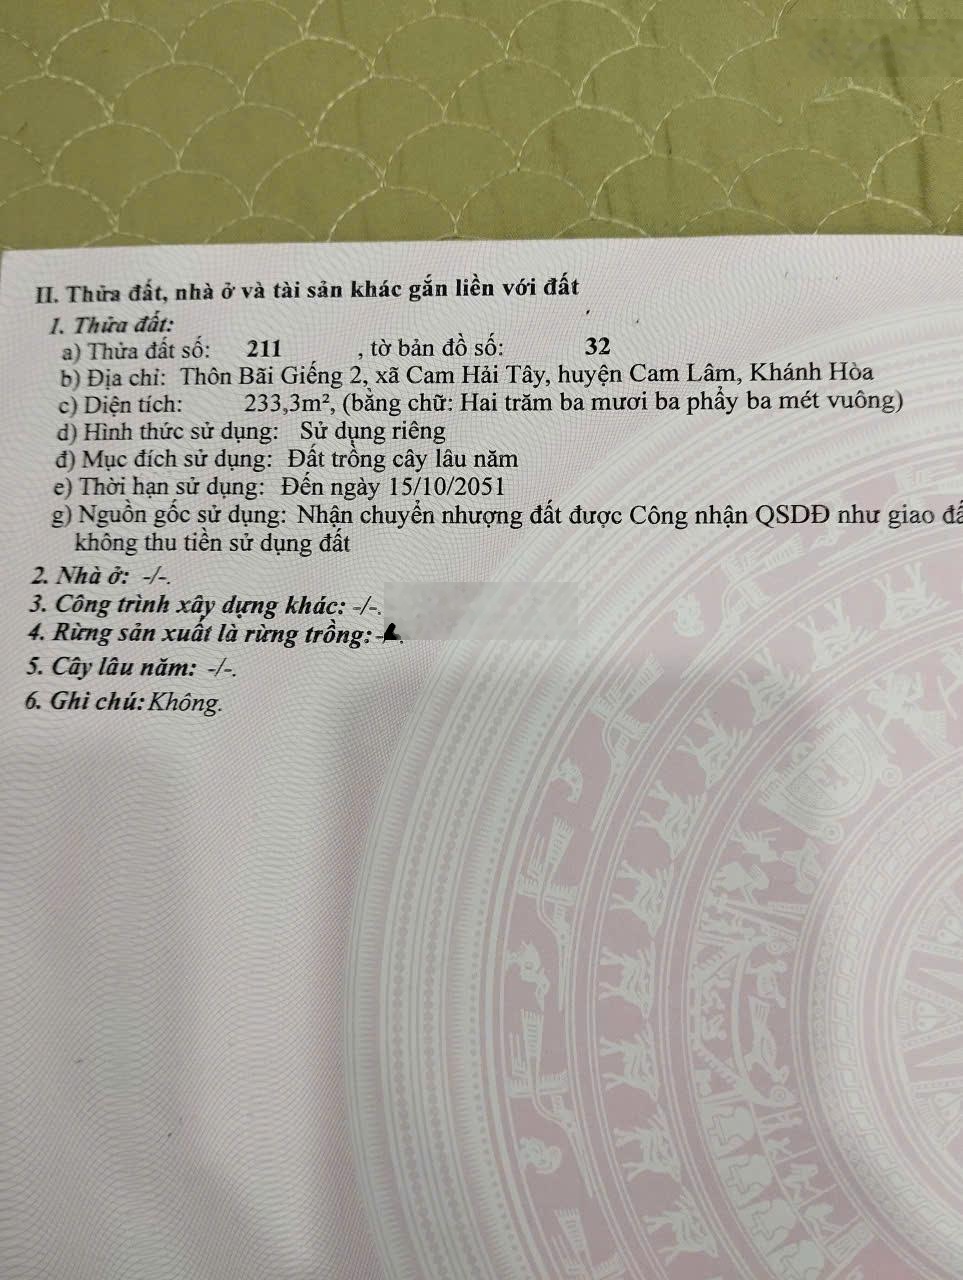 II. Thửa đất, nhà ở và tài sản khác gắn liền với đất
1. Thửa đất:
a) Thửa đất số: 211 , tờ bản đồ số: 32
b) Địa chỉ: Thôn Bãi Giếng 2, xã Cam Hải Tây, huyện Cam Lâm, Khánh Hòa
c) Diện tích: 233,3m², (bằng chữ: Hai trăm ba mươi ba phẩy ba mét vuông)
d) Hình thức sử dụng: Sử dụng riêng
đ) Mục đích sử dụng: Đất trồng cây lâu năm
e) Thời hạn sử dụng: Đến ngày 15/10/2051
g) Nguồn gốc sử dụng: Nhận chuyển nhượng đất được Công nhận QSDĐ như giao đấ
không thu tiền sử dụng đất
2. Nhà ở: -/-.
3. Công trình xây dựng khác: -/-.
4. Rừng sản xuất là rừng trồng: -
5. Cây lâu năm: -/-.
6. Ghi chú: Không.